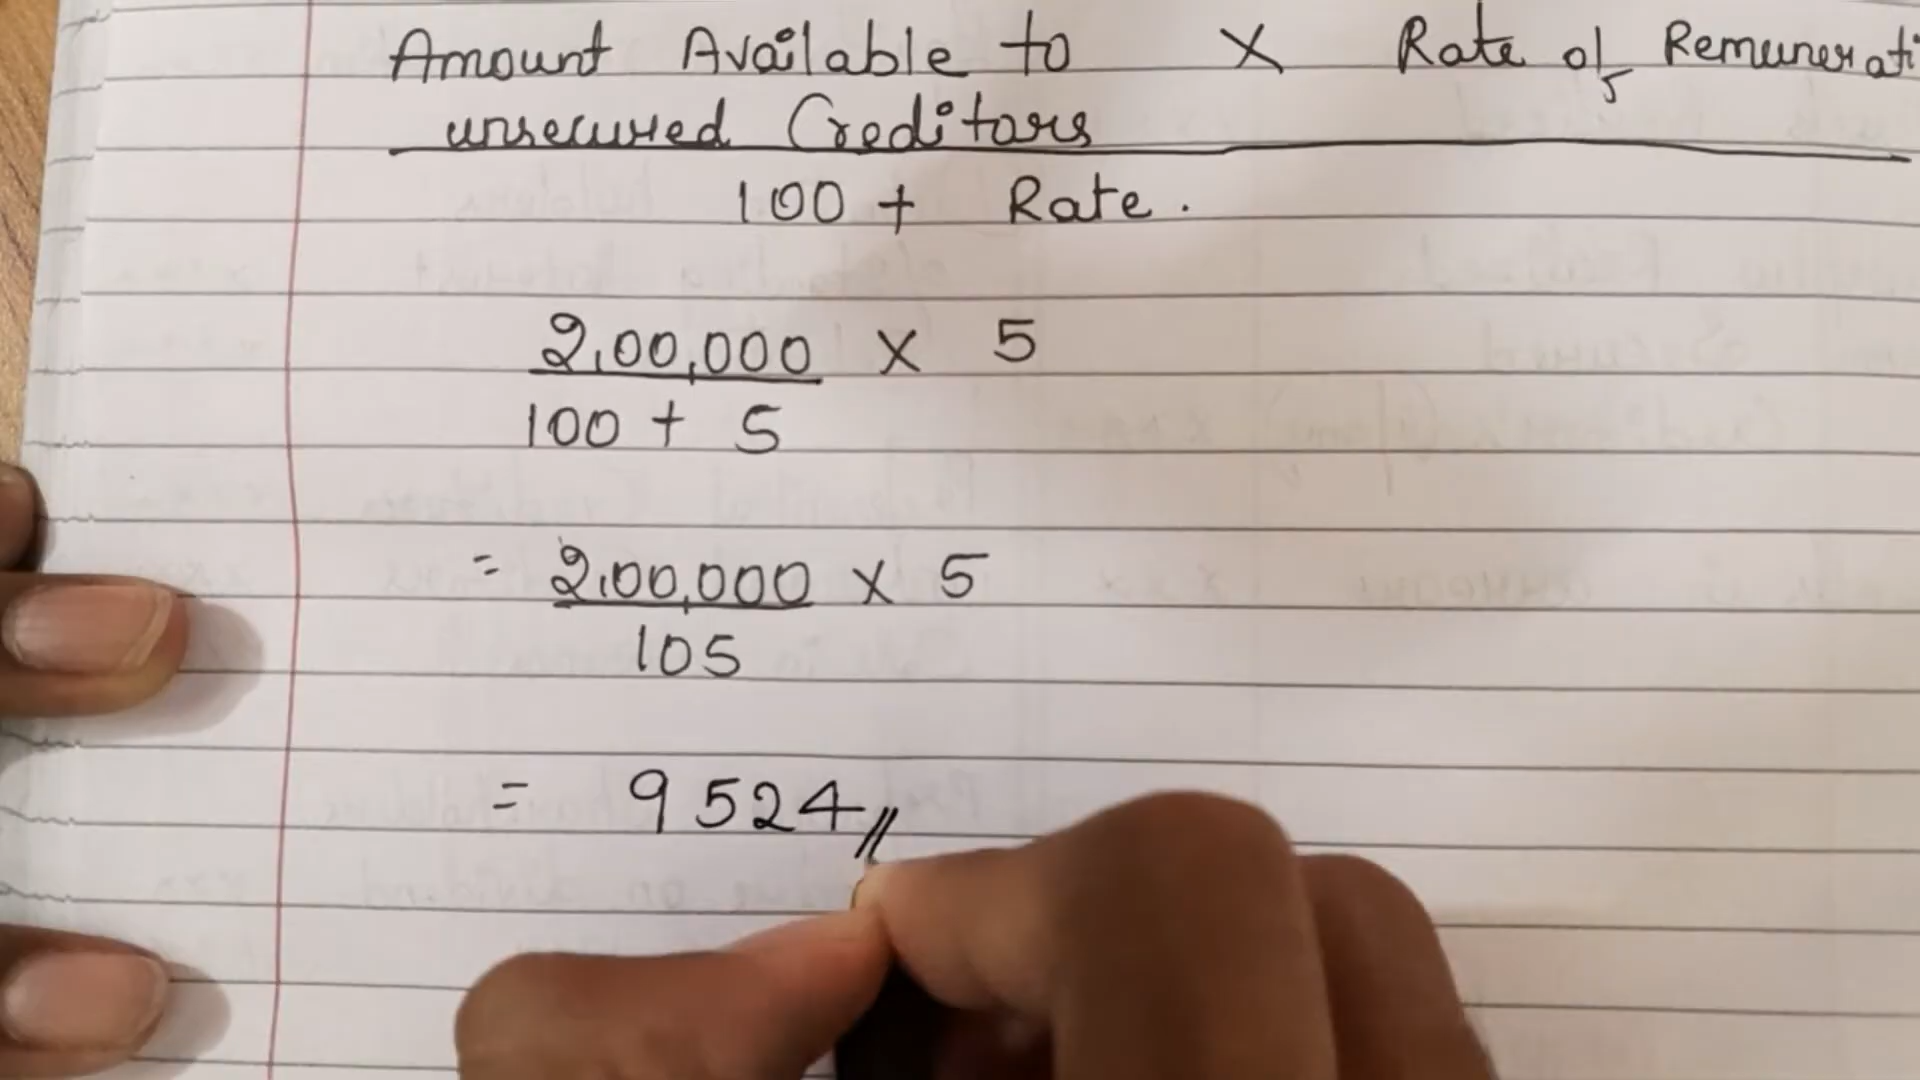 Amount Available to × Rate of Remunerati
unsecured Creditors
100 + Rate.
2,00,000 × 5
100 + 5
= 2,00,000 × 5
105
= 9524